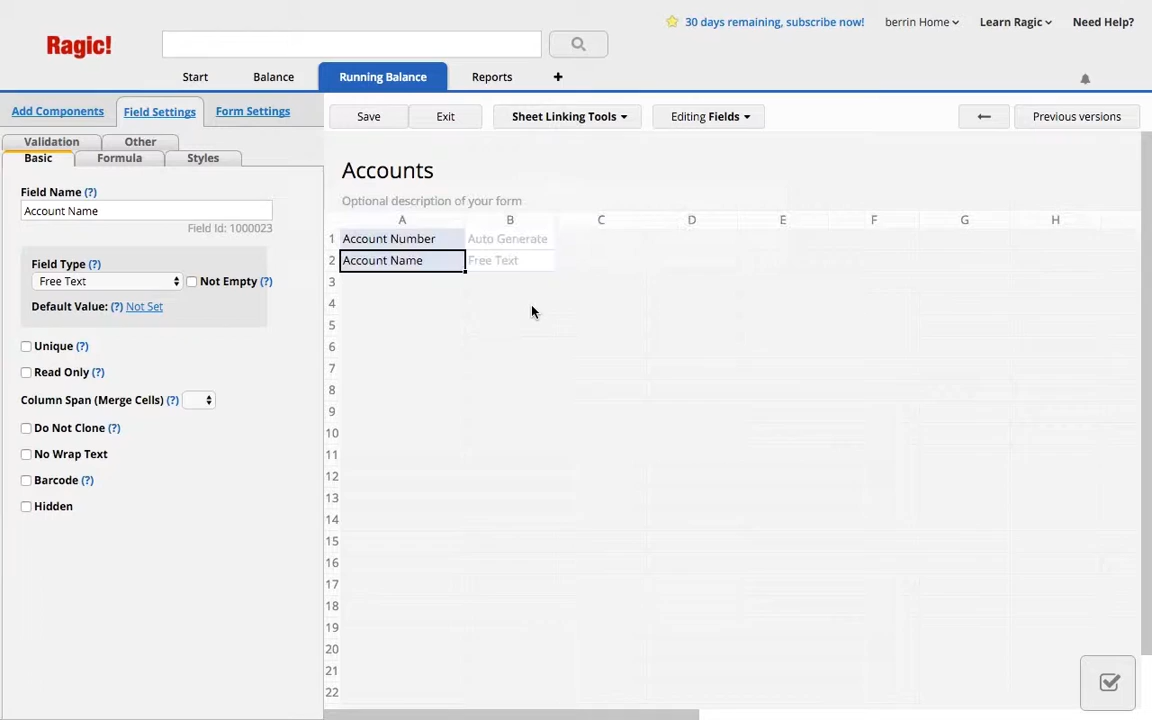 30 days remaining, subscribe now! berrin Home Learn Ragic Need Help?
Ragic!
Start Balance Running Balance Reports +
Add Components Field Settings Form Settings Save Exit Sheet Linking Tools Editing Fields Previous versions
Validation Other
Basic Formula Styles
Accounts
Optional description of your form
Field Name (?)
Account Name
Field Id: 1000023
Field Type (?)
Free Text Not Empty (?)
Default Value: (?) Not Set
Unique (?)
Read Only (?)
Column Span (Merge Cells) (?)
Do Not Clone (?)
No Wrap Text
Barcode (?)
Hidden
A B C D E F G H
1 Account Number Auto Generate
2 Account Name Free Text
3
4
5
6
7
8
9
10
11
12
13
14
15
16
17
18
19
20
21
22